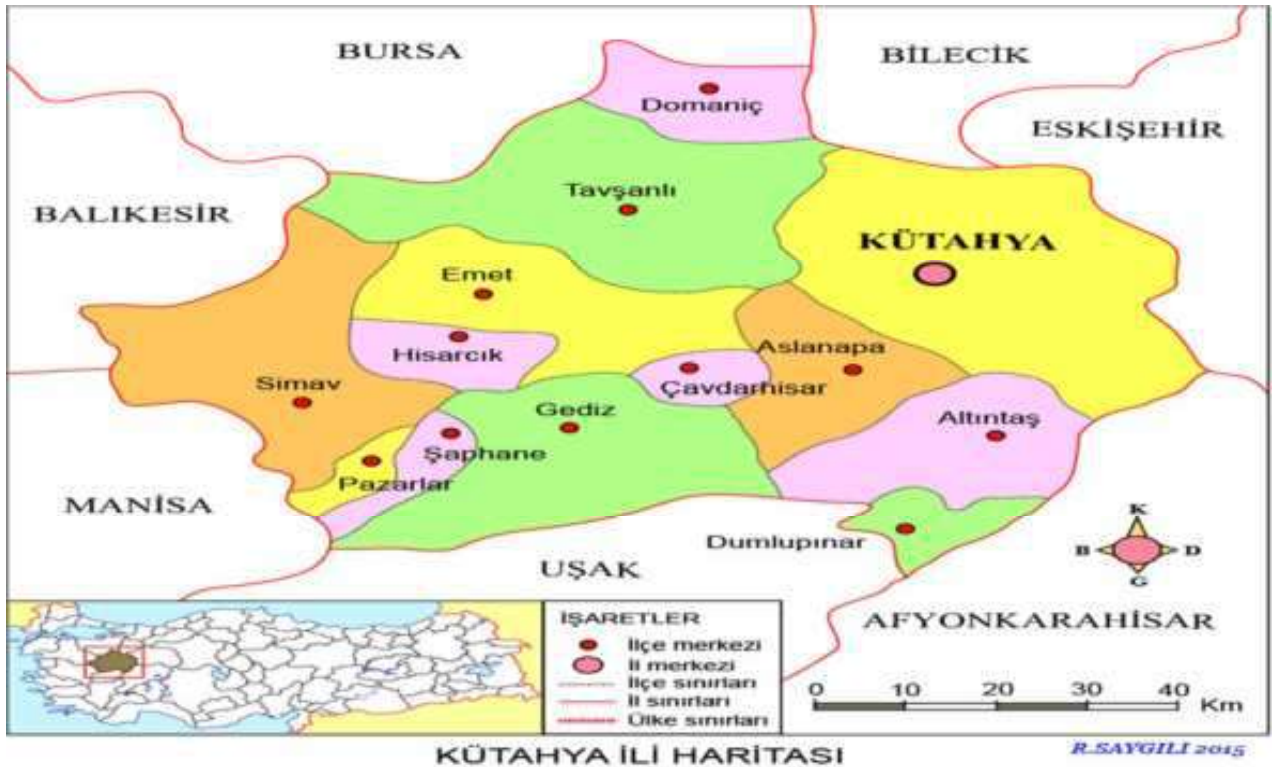 BURSA
BİLECİK
Domaniç
ESKİŞEHİR
Tavşanlı
BALIKESİR
KÜTAHYA
Emet
Hisarcık
Aslanapa
Simav
Çavdarhisar
Gediz
Altıntaş
Şaphane
Pazarlar
MANİSA
K
B D
G
Dumlupınar
UŞAK
AFYONKARAHİSAR
İŞARETLER
İlçe merkezi
İl merkezi
İlçe sınırları
İl sınırları
Ülke sınırları
0 10 20 30 40 Km
KÜTAHYA İLİ HARİTASI
R.SAYGILI 2015